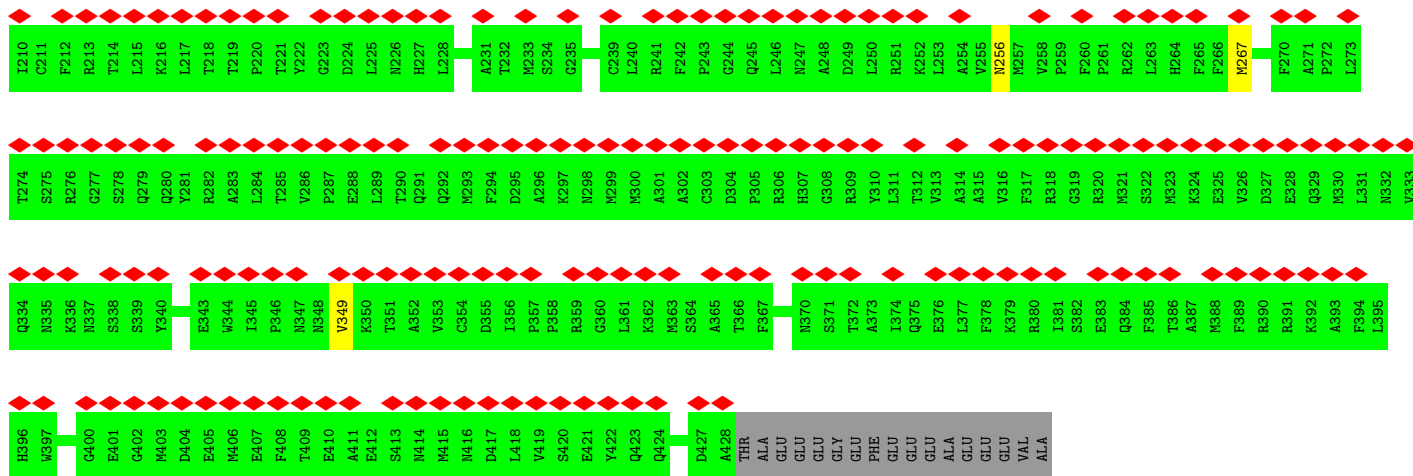 I210 C211 F212 R213 T214 L215 K216 L217 T218 T219 P220 T221 Y222 G223 D224 L225 N226 H227 L228 A231 T232 M233 S234 G235 C239 L240 R241 F242 P243 G244 Q245 L246 N247 A248 D249 L250 R251 K252 L253 A254 V255 N256 M257 V258 P259 F260 P261 R262 L263 H264 F265 F266 M267 F270 A271 P272 L273
T274 S275 R276 G277 S278 Q279 Q280 Y281 R282 A283 L284 T285 V286 P287 E288 L289 T290 Q291 Q292 M293 F294 D295 A296 K297 N298 M299 M300 A301 A302 C303 D304 P305 R306 H307 G308 R309 Y310 L311 T312 V313 A314 A315 V316 F317 R318 G319 R320 M321 S322 M323 K324 E325 V326 D327 E328 Q329 M330 L331 N332 V333
Q334 N335 K336 N337 S338 S339 Y340 E343 W344 I345 P346 N347 N348 V349 K350 T351 A352 V353 C354 D355 I356 P357 P358 R359 G360 L361 K362 M363 S364 A365 T366 F367 N370 S371 T372 A373 I374 Q375 E376 L377 F378 K379 R380 I381 S382 E383 Q384 F385 T386 A387 M388 F389 R390 R391 K392 A393 F394 L395
H396 W397 G400 E401 G402 M403 D404 E405 M406 E407 F408 T409 E410 A411 E412 S413 N414 M415 N416 D417 L418 V419 S420 E421 Y422 Q423 Q424 D427 A428 THR ALA GLU GLU GLU GLY GLU PHE GLU GLU GLU ALA GLU GLU GLU VAL ALA